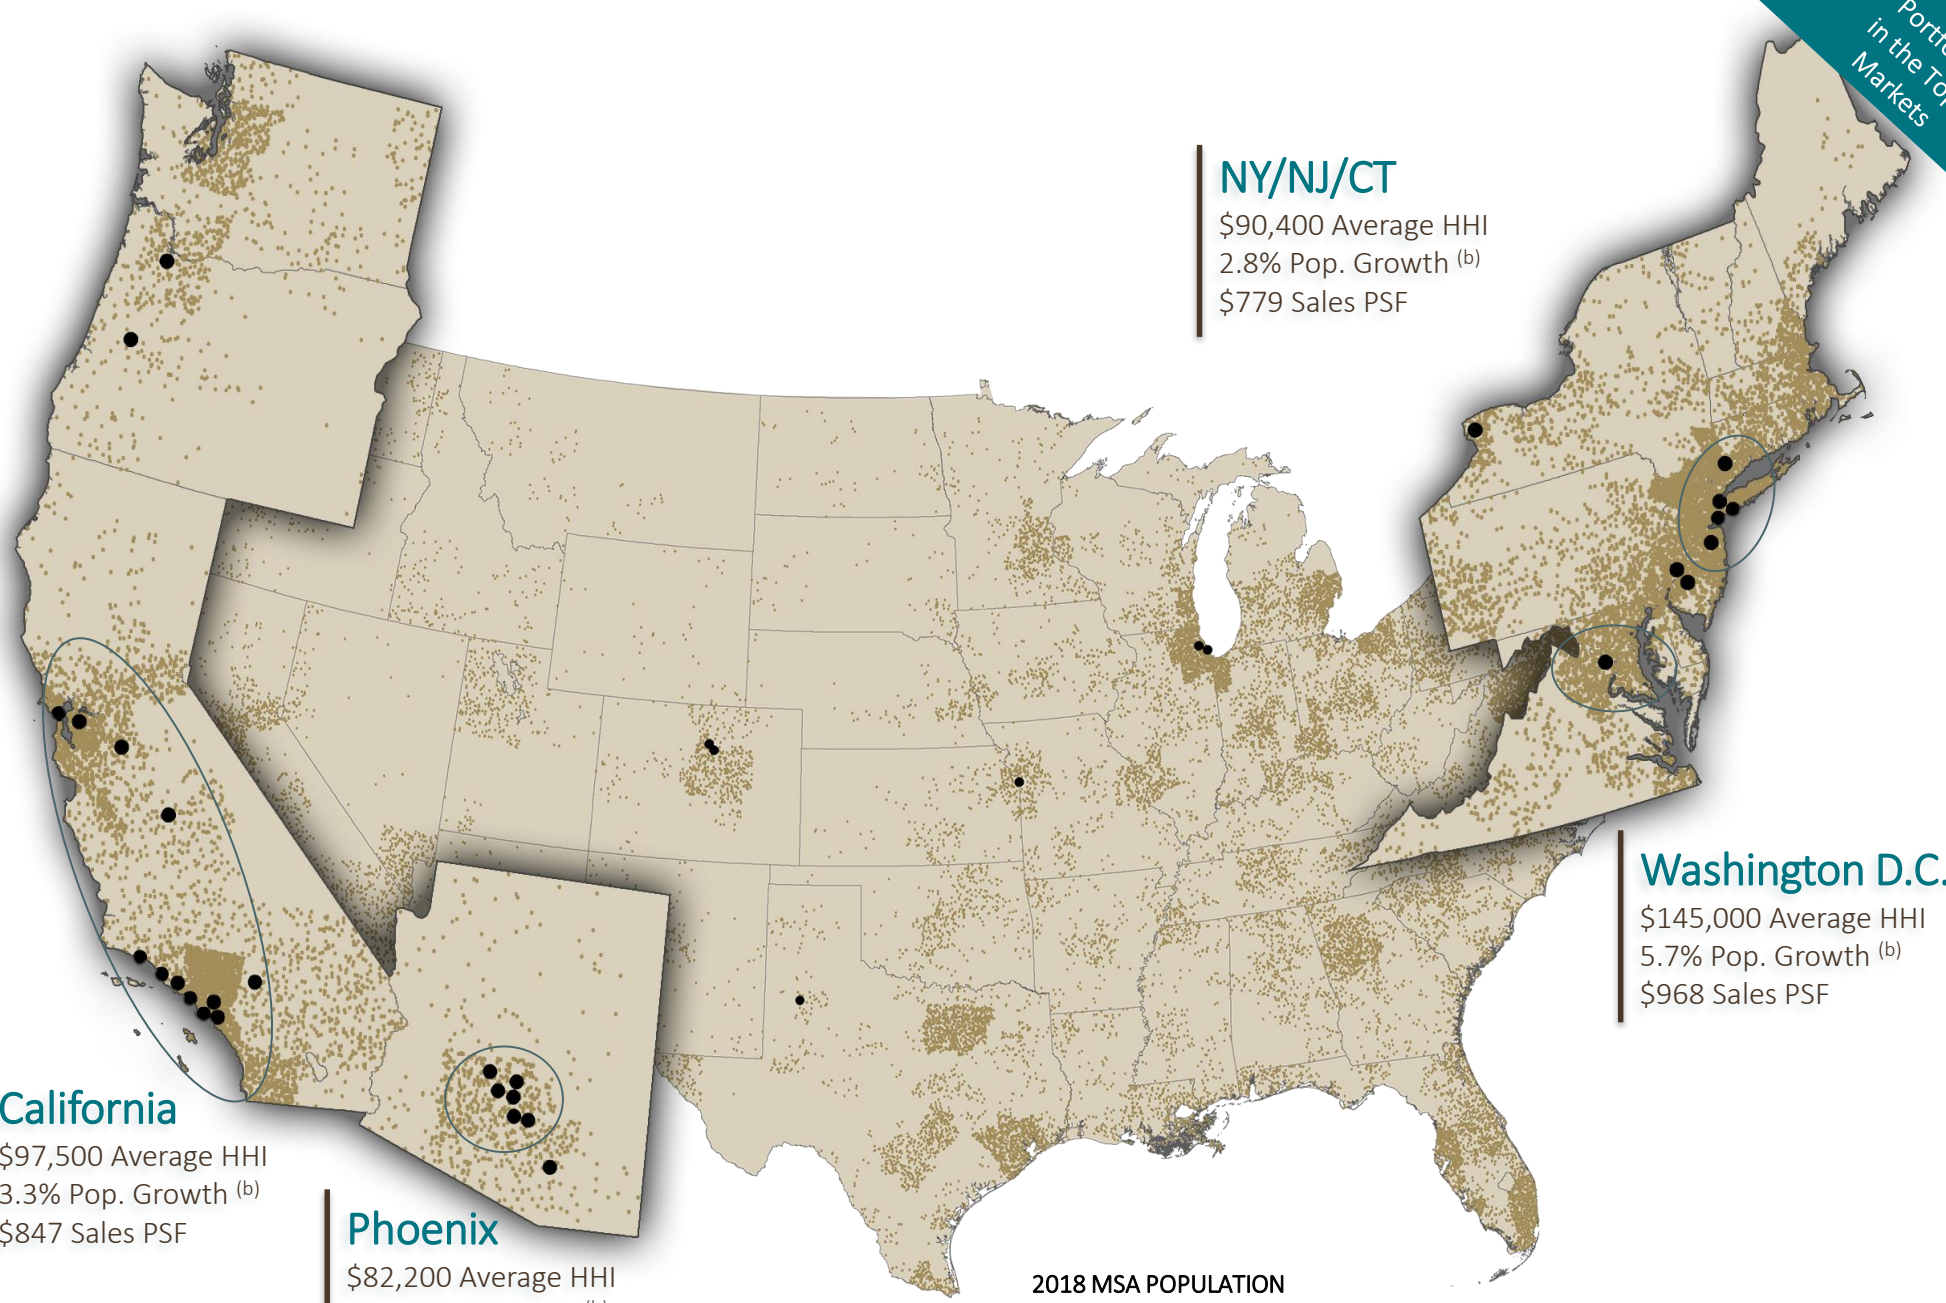 in the
Markets
NY/NJ/CT
$90,400 Average HHI
2.8% Pop. Growth (b)
$779 Sales PSF
Washington D.C.
$145,000 Average HHI
5.7% Pop. Growth (b)
$968 Sales PSF
California
$97,500 Average HHI
3.3% Pop. Growth (b)
$847 Sales PSF
Phoenix
$82,200 Average HHI
2018 MSA POPULATION